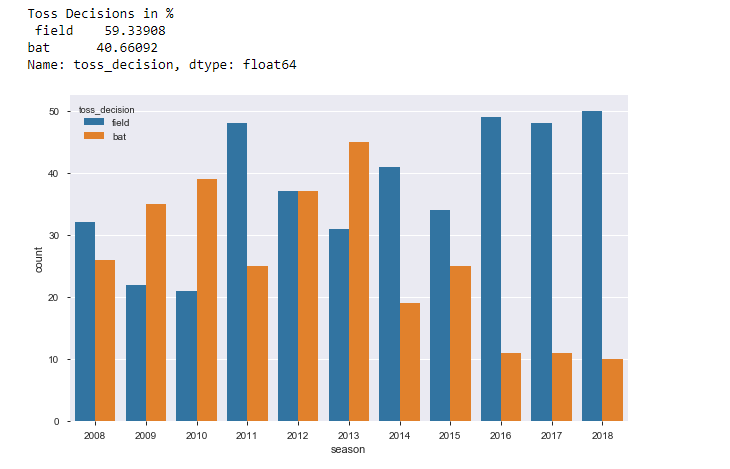 Toss Decisions in %
field    59.33908
bat      40.66092
Name: toss_decision, dtype: float64
toss_decision
field
bat
50
40
30
20
10
0
count
2008 2009 2010 2011 2012 2013 2014 2015 2016 2017 2018
season